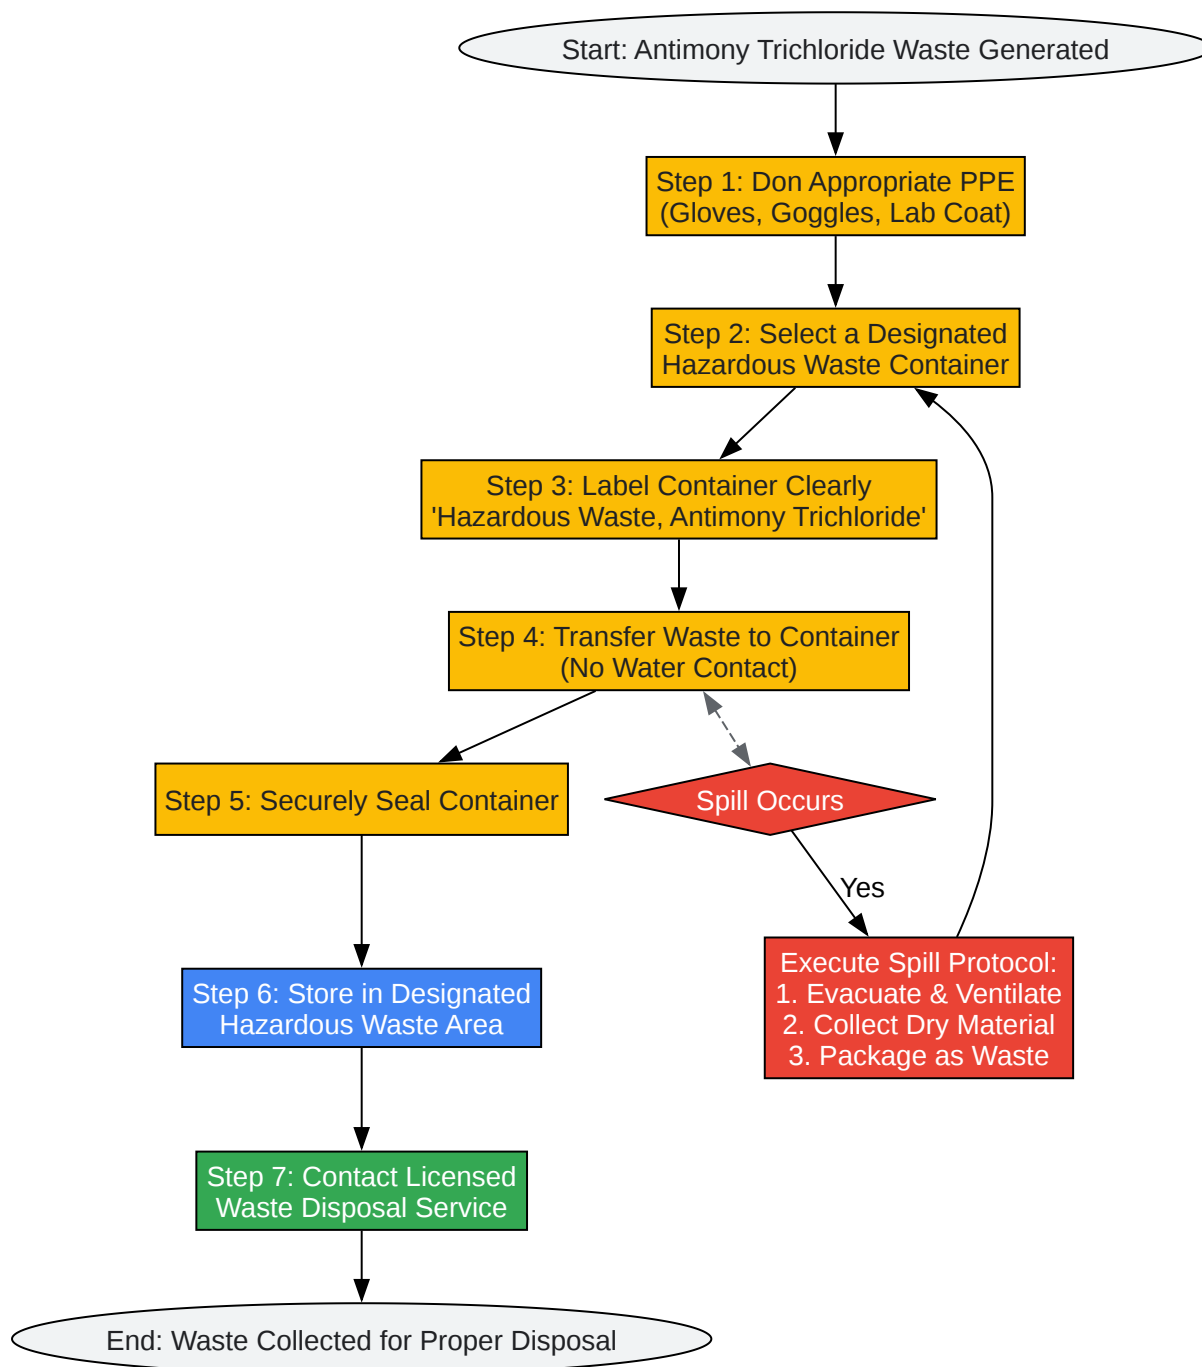 Start: Antimony Trichloride Waste Generated
Step 1: Don Appropriate PPE
(Gloves, Goggles, Lab Coat)
Step 2: Select a Designated
Hazardous Waste Container
Step 3: Label Container Clearly
'Hazardous Waste, Antimony Trichloride'
Step 4: Transfer Waste to Container
(No Water Contact)
Step 5: Securely Seal Container
Spill Occurs
Yes
Execute Spill Protocol:
1. Evacuate & Ventilate
2. Collect Dry Material
3. Package as Waste
Step 6: Store in Designated
Hazardous Waste Area
Step 7: Contact Licensed
Waste Disposal Service
End: Waste Collected for Proper Disposal